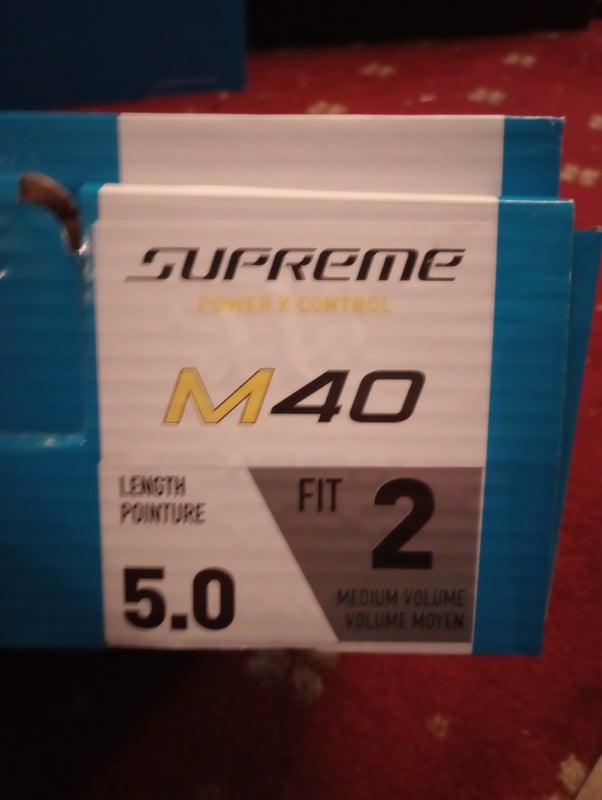 SUPREME
POWER X CONTROL
M40
LENGTH
POINTURE
5.0
FIT 2
MEDIUM VOLUME
VOLUME MOYEN